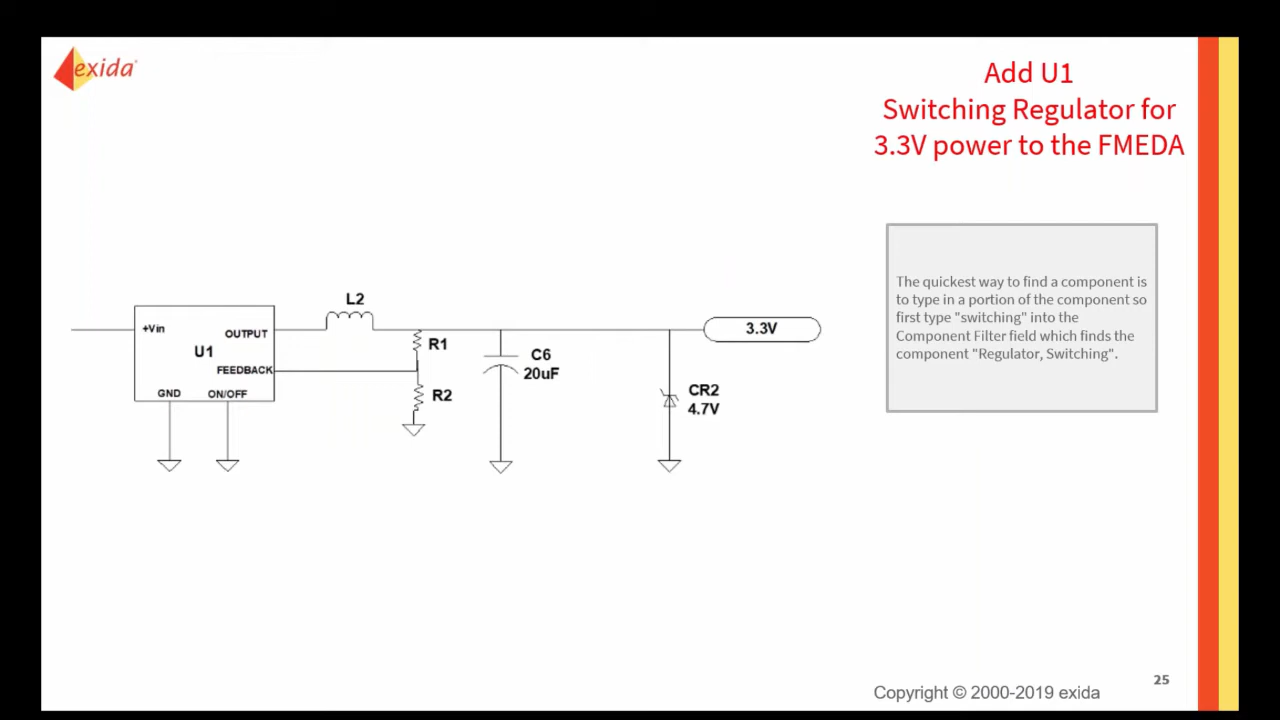 exida
Add U1
Switching Regulator for
3.3V power to the FMEDA
The quickest way to find a component is
to type in a portion of the component so
first type "switching" into the
Component Filter field which finds the
component "Regulator, Switching".
L2
+Vin
OUTPUT
3.3V
U1
R1
C6
20uF
FEEDBACK
GND
ON/OFF
R2
CR2
4.7V
25
Copyright © 2000-2019 exida